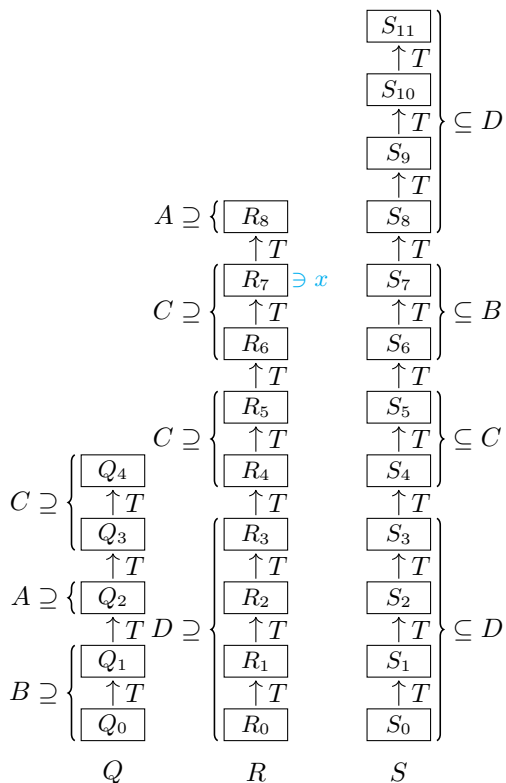 S₁₁
↑ T
S₁₀ ⊆ D
↑ T
S₉
↑ T
A ⊇ R₈ S₈
↑ T ↑ T
R₇ ∋ x S₇
C ⊇ ↑ T ↑ T ⊆ B
R₆ S₆
↑ T ↑ T
R₅ S₅
C ⊇ ↑ T ↑ T ⊆ C
Q₄ R₄ S₄
C ⊇ ↑ T ↑ T ↑ T
Q₃ R₃ S₃
↑ T ↑ T ↑ T
A ⊇ Q₂ R₂ S₂
↑ T D ⊇ ↑ T ↑ T ⊆ D
Q₁ R₁ S₁
B ⊇ ↑ T ↑ T ↑ T
Q₀ R₀ S₀
Q R S